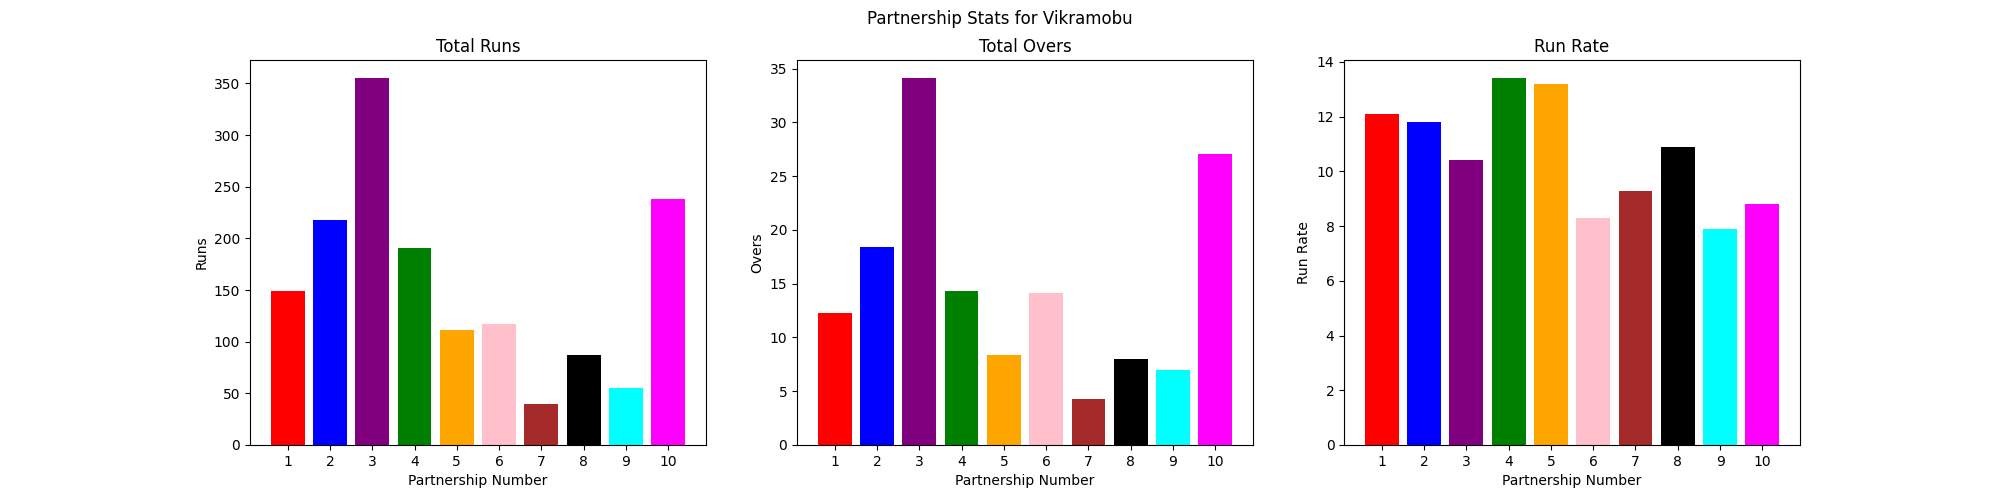 Partnership Stats for Vikramobu
Total Runs
Runs
350
300
250
200
150
100
50
0
1 2 3 4 5 6 7 8 9 10
Partnership Number
Total Overs
Overs
35
30
25
20
15
10
5
0
1 2 3 4 5 6 7 8 9 10
Partnership Number
Run Rate
Run Rate
14
12
10
8
6
4
2
0
1 2 3 4 5 6 7 8 9 10
Partnership Number